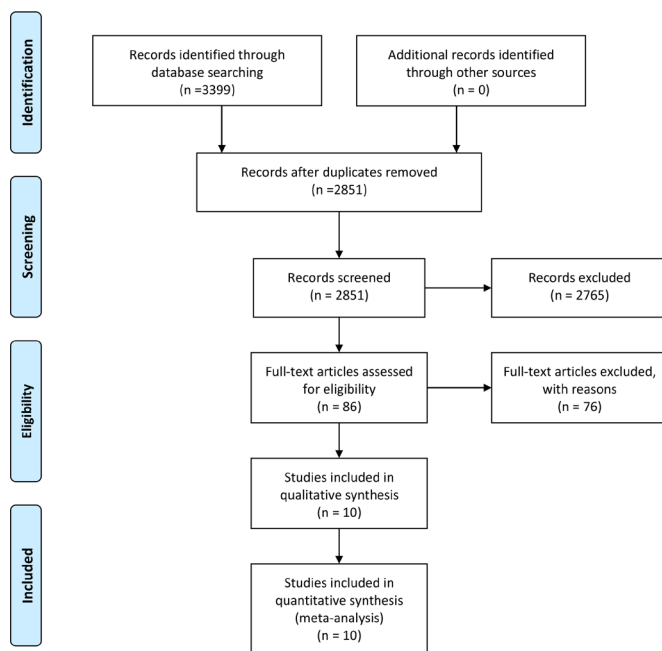 Identification
Records identified through
database searching
(n =3399)
Additional records identified
through other sources
(n = 0)
Records after duplicates removed
(n =2851)
Screening
Records screened
(n = 2851)
Records excluded
(n = 2765)
Eligibility
Full-text articles assessed
for eligibility
(n = 86)
Full-text articles excluded,
with reasons
(n = 76)
Studies included in
qualitative synthesis
(n = 10)
Included
Studies included in
quantitative synthesis
(meta-analysis)
(n = 10)